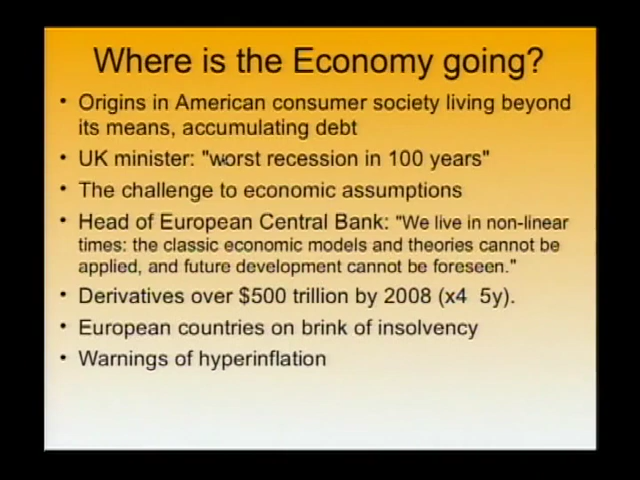 Where is the Economy going?
• Origins in American consumer society living beyond
its means, accumulating debt
• UK minister: "worst recession in 100 years"
• The challenge to economic assumptions
• Head of European Central Bank: "We live in non-linear
times: the classic economic models and theories cannot be
applied, and future development cannot be foreseen."
• Derivatives over $500 trillion by 2008 (x4 5y).
• European countries on brink of insolvency
• Warnings of hyperinflation